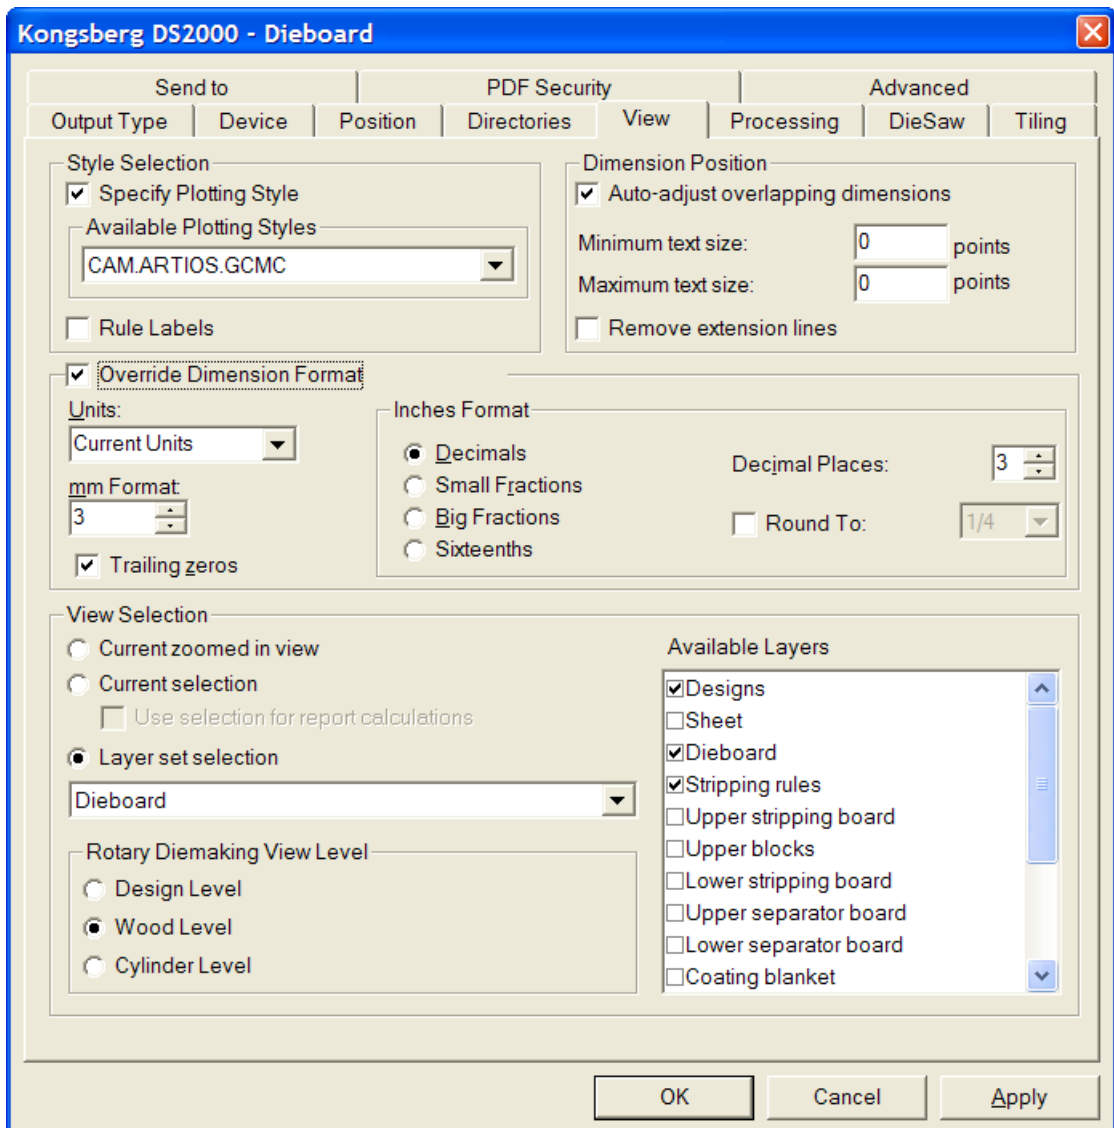 Kongsberg DS2000 - Dieboard
Send to PDF Security Advanced
Output Type Device Position Directories View Processing DieSaw Tiling
Style Selection
Specify Plotting Style
Available Plotting Styles
CAM.ARTIOS.GCMC
Rule Labels
Dimension Position
Auto-adjust overlapping dimensions
Minimum text size: 0 points
Maximum text size: 0 points
Remove extension lines
Override Dimension Format
Units:
Current Units
mm Format:
3
Trailing zeros
Inches Format
Decimals
Small Fractions
Big Fractions
Sixteenths
Decimal Places: 3
Round To: 1/4
View Selection
Current zoomed in view
Current selection
Use selection for report calculations
Layer set selection
Dieboard
Rotary Diemaking View Level
Design Level
Wood Level
Cylinder Level
Available Layers
Designs
Sheet
Dieboard
Stripping rules
Upper stripping board
Upper blocks
Lower stripping board
Upper separator board
Lower separator board
Coating blanket
OK Cancel Apply